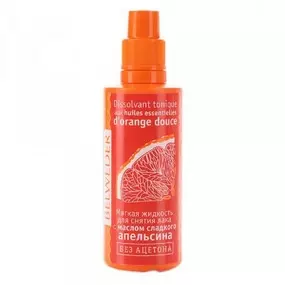 Dissolvant tonique
aux huiles essentielles
d'orange douce
BELWEDER
Мягкая жидкость
для снятия лака
с маслом сладкого
апельсина
БЕЗ АЦЕТОНА